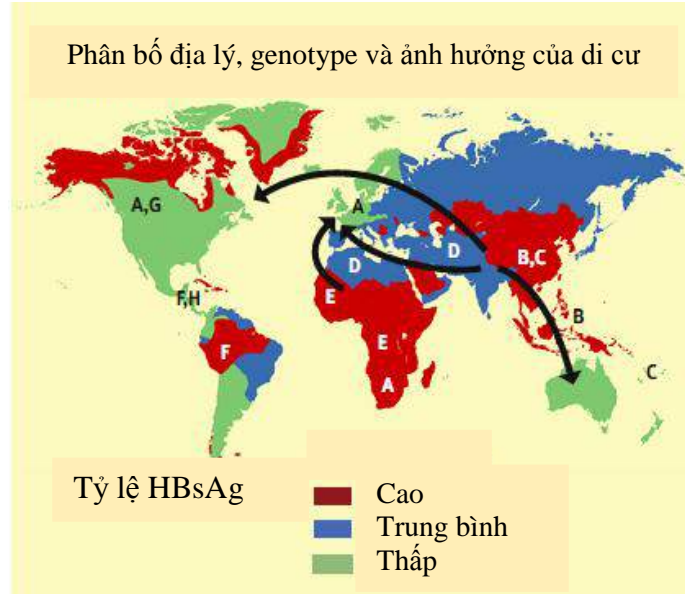 Phân bố địa lý, genotype và ảnh hưởng của di cư
A,G
A
D
D
B,C
F,H
E
B
F
E
C
A
Tỷ lệ HBsAg
Cao
Trung bình
Thấp